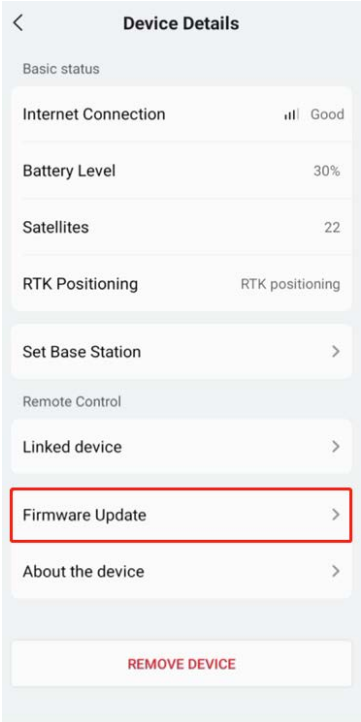 Device Details
Basic status
Internet Connection Good
Battery Level 30%
Satellites 22
RTK Positioning RTK positioning
Set Base Station
Remote Control
Linked device
Firmware Update
About the device
REMOVE DEVICE